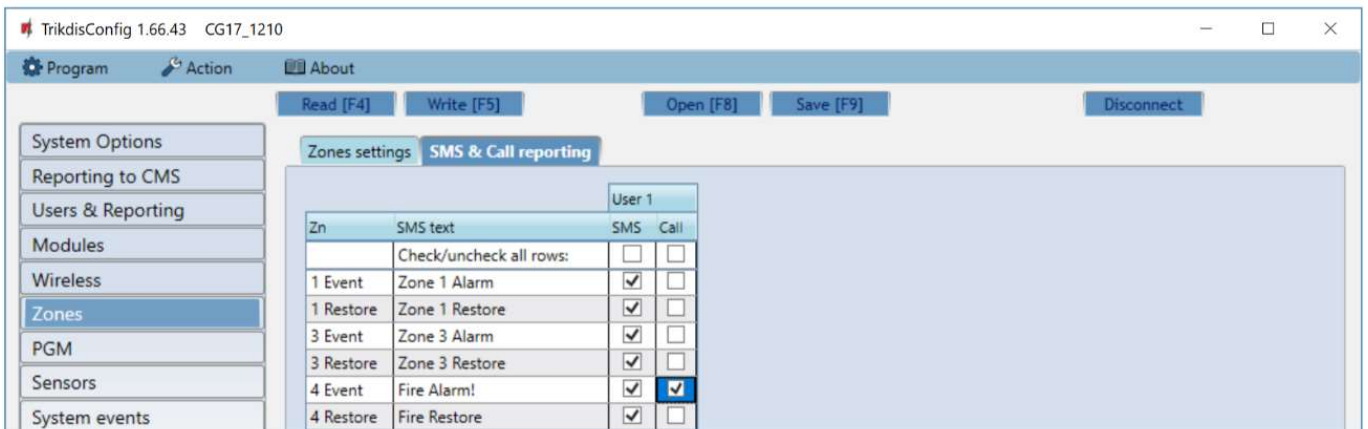 TrikdisConfig 1.66.43 CG17_1210
Program Action About
Read [F4] Write [F5] Open [F8] Save [F9] Disconnect
System Options
Reporting to CMS
Users & Reporting
Modules
Wireless
Zones
PGM
Sensors
System events
Zones settings SMS & Call reporting
User 1
Zn SMS text SMS Call
Check/uncheck all rows:
1 Event Zone 1 Alarm
1 Restore Zone 1 Restore
3 Event Zone 3 Alarm
3 Restore Zone 3 Restore
4 Event Fire Alarm!
4 Restore Fire Restore